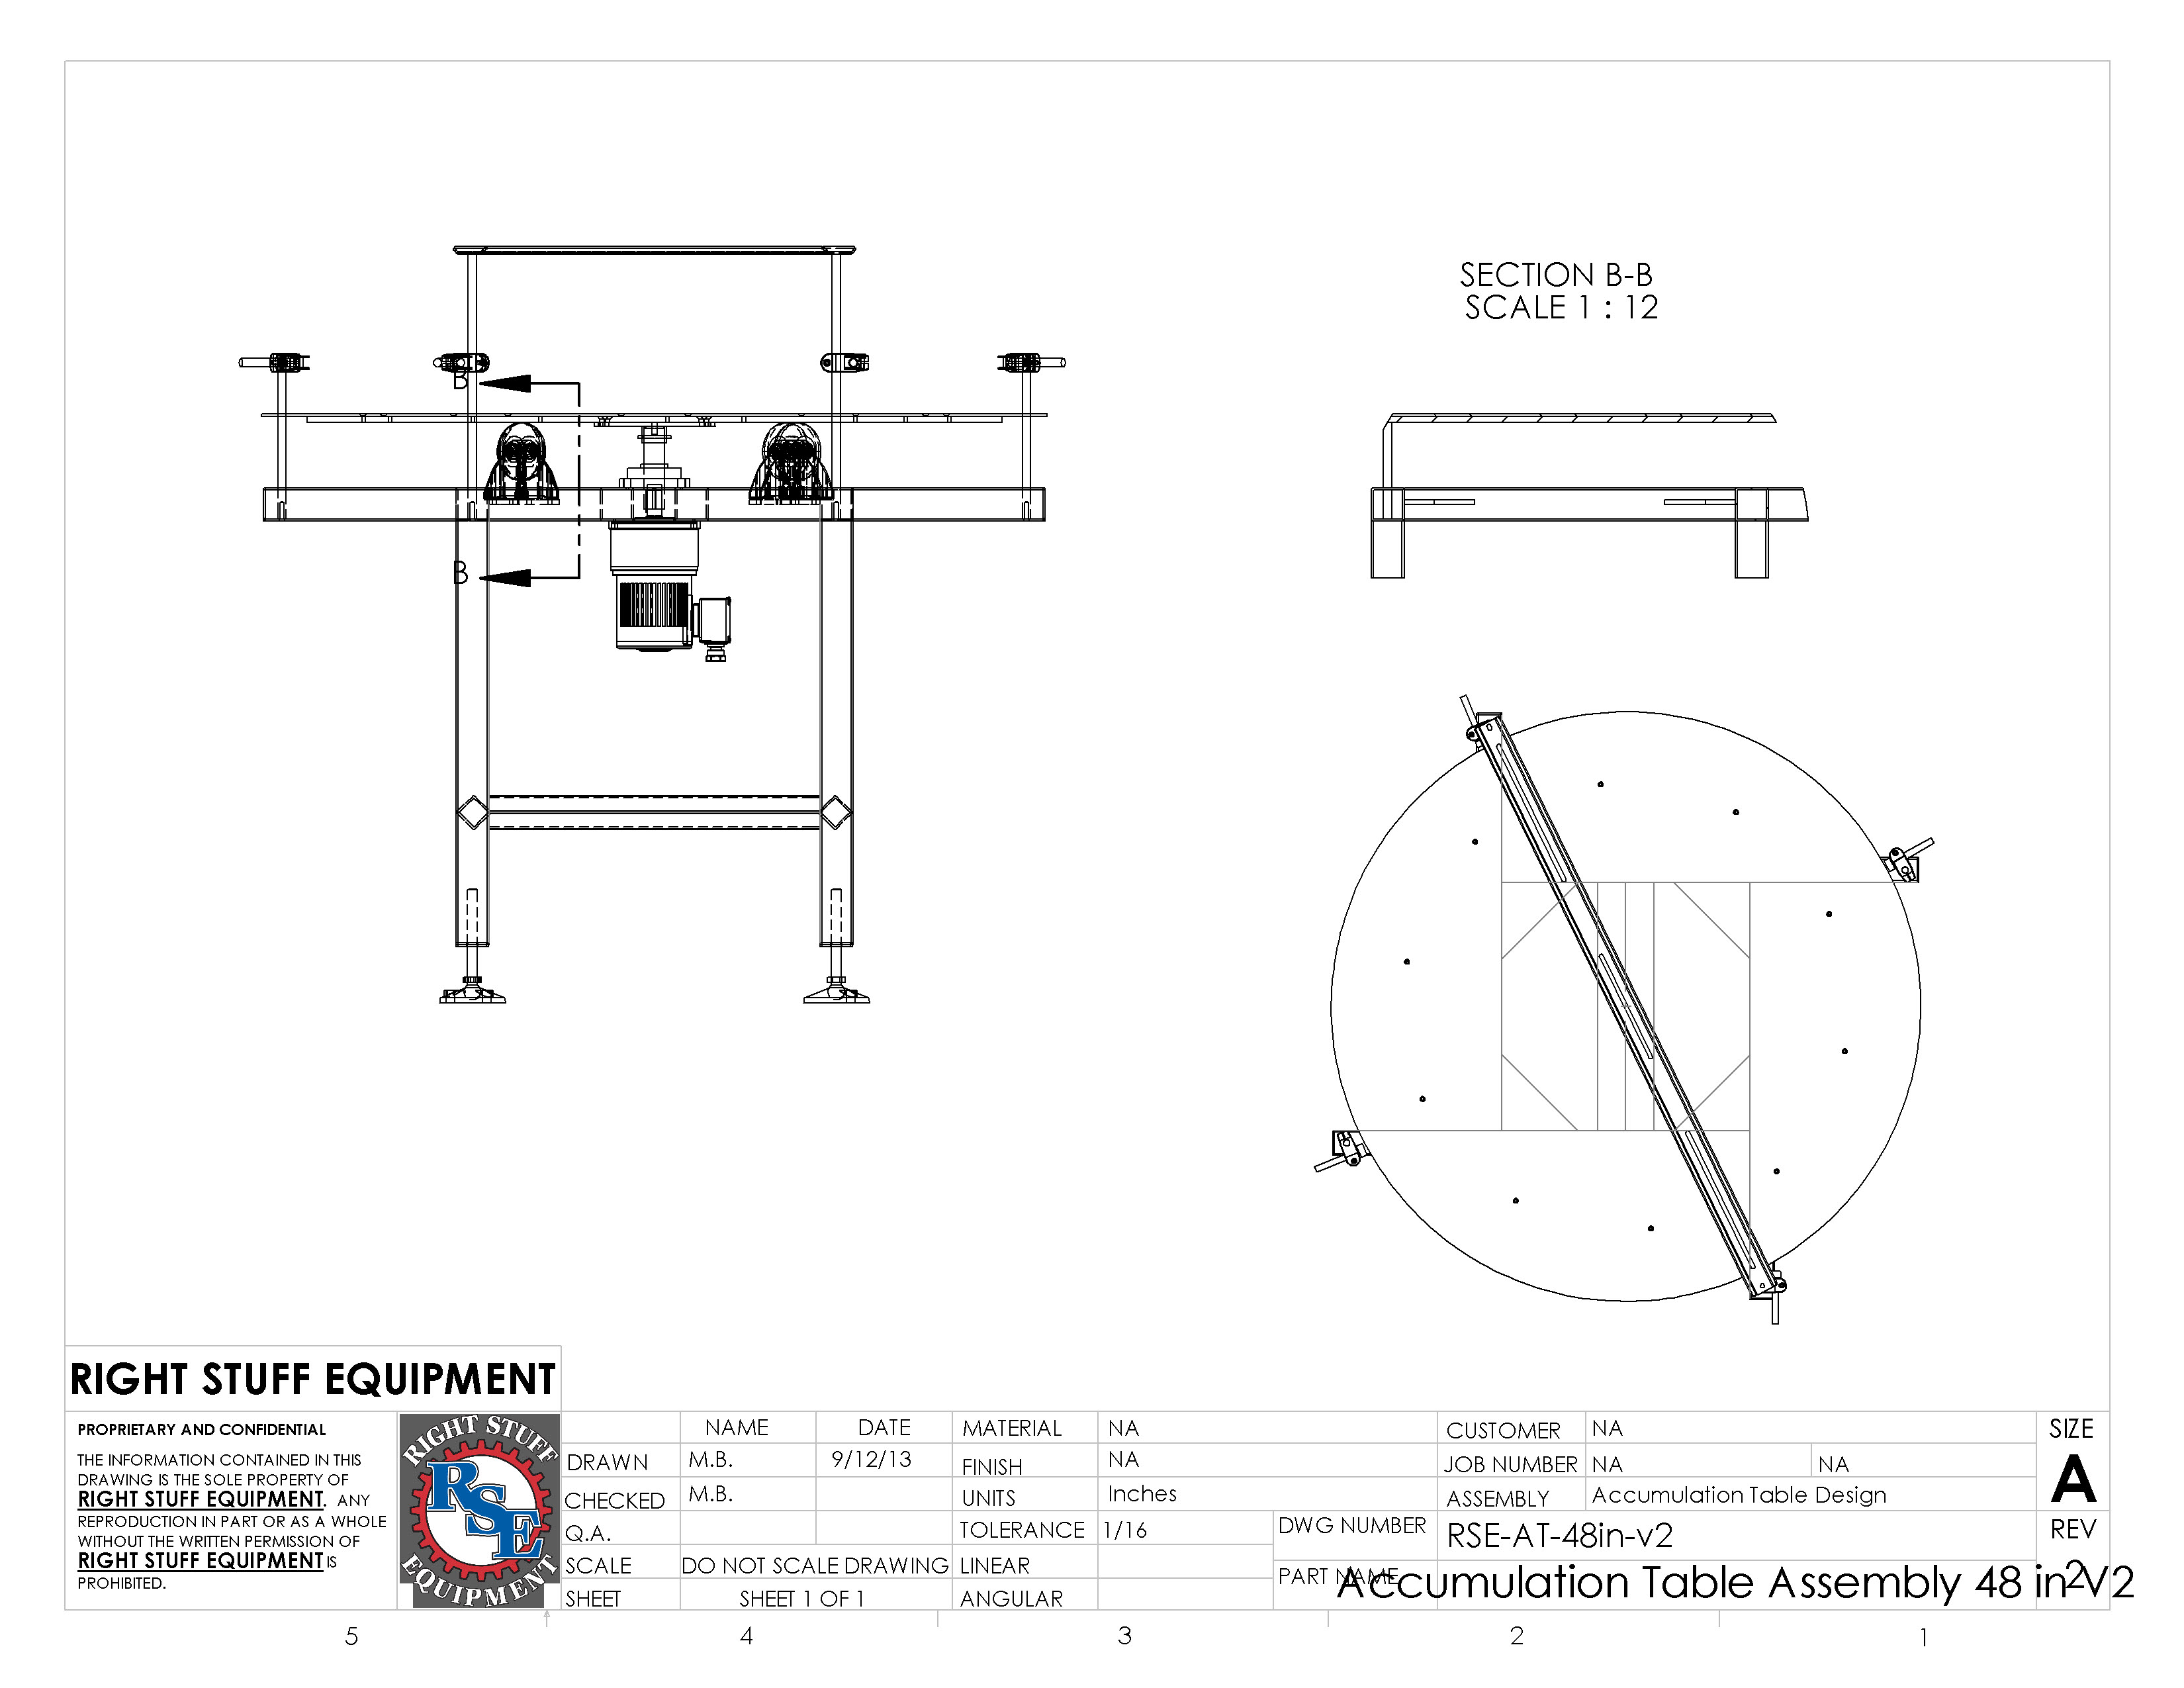 SECTION B-B
SCALE 1 : 12
B
B
RIGHT STUFF EQUIPMENT
PROPRIETARY AND CONFIDENTIAL
THE INFORMATION CONTAINED IN THIS
DRAWING IS THE SOLE PROPERTY OF
RIGHT STUFF EQUIPMENT. ANY
REPRODUCTION IN PART OR AS A WHOLE
WITHOUT THE WRITTEN PERMISSION OF
RIGHT STUFF EQUIPMENT IS
PROHIBITED.
RIGHT STUFF
RSE
EQUIPMENT
NAME DATE
DRAWN M.B. 9/12/13
CHECKED M.B.
Q.A.
SCALE DO NOT SCALE DRAWING
SHEET SHEET 1 OF 1
MATERIAL NA
FINISH NA
UNITS Inches
TOLERANCE 1/16
LINEAR
ANGULAR
CUSTOMER NA
JOB NUMBER NA NA
ASSEMBLY Accumulation Table Design
DWG NUMBER RSE-AT-48in-v2
PART NAME Accumulation Table Assembly 48 in V2
SIZE
A
REV
2
5 4 3 2 1